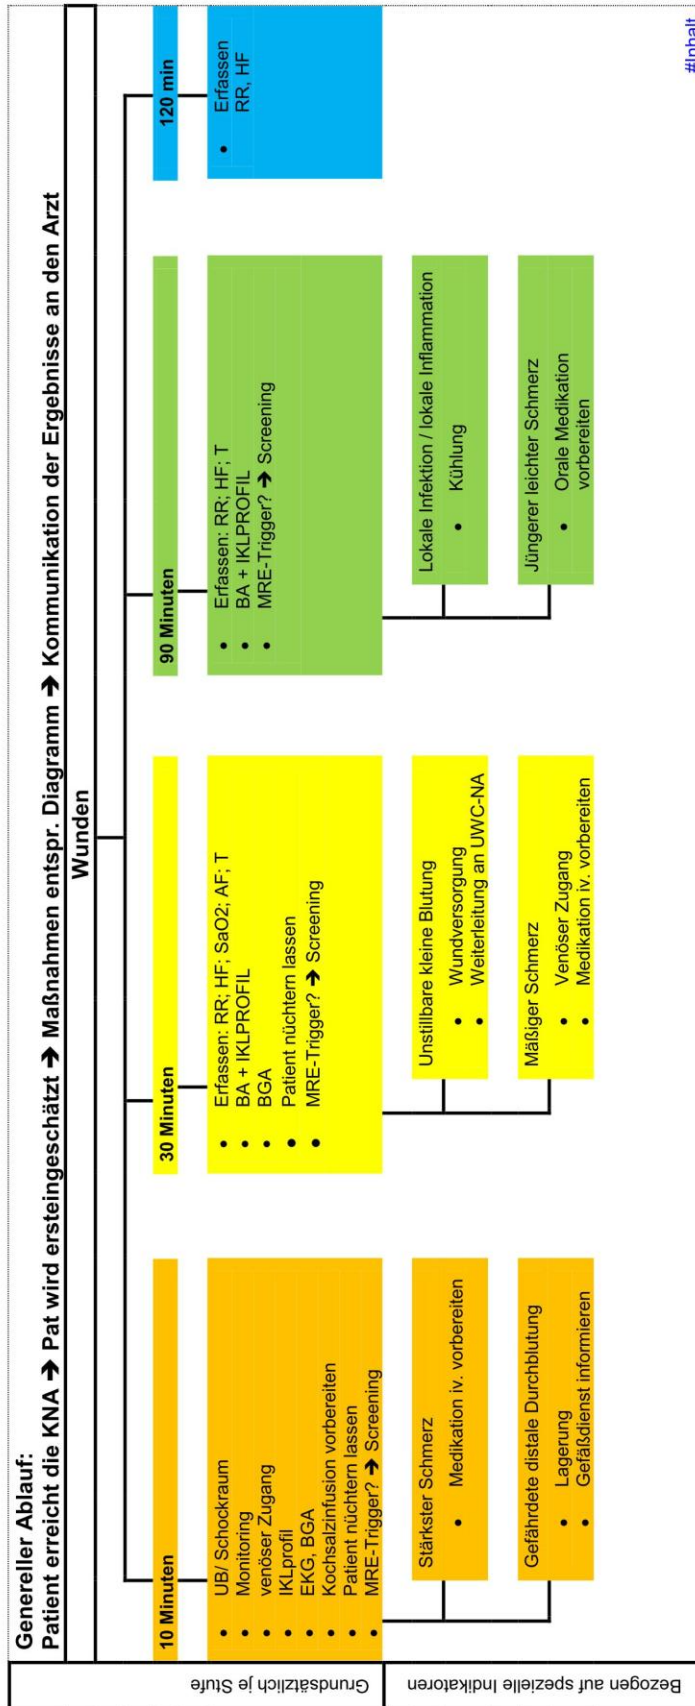 Genereller Ablauf:
Patient erreicht die KNA ➔ Pat wird ersteingeschätzt ➔ Maßnahmen entspr. Diagramm ➔ Kommunikation der Ergebnisse an den Arzt
Wunden
Grundsätzlich je Stufe
10 Minuten
• UB/ Schockraum
• Monitoring
• venöser Zugang
• IKLprofil
• EKG, BGA
• Kochsalzinfusion vorbereiten
• Patient nüchtern lassen
• MRE-Trigger? ➔ Screening
30 Minuten
• Erfassen: RR; HF; SaO2; AF; T
• BA + IKLPROFIL
• BGA
• Patient nüchtern lassen
• MRE-Trigger? ➔ Screening
90 Minuten
• Erfassen: RR; HF; T
• BA + IKLPROFIL
• MRE-Trigger? ➔ Screening
120 min
• Erfassen
RR, HF
Bezogen auf spezielle Indikatoren
Stärkster Schmerz
• Medikation iv. vorbereiten
Gefährdete distale Durchblutung
• Lagerung
• Gefäßdienst informieren
Unstillbare kleine Blutung
• Wundversorgung
• Weiterleitung an UWC-NA
Mäßiger Schmerz
• Venöser Zugang
• Medikation iv. vorbereiten
Lokale Infektion / lokale Inflammation
• Kühlung
Jüngerer leichter Schmerz
• Orale Medikation
vorbereiten
#Inhalt